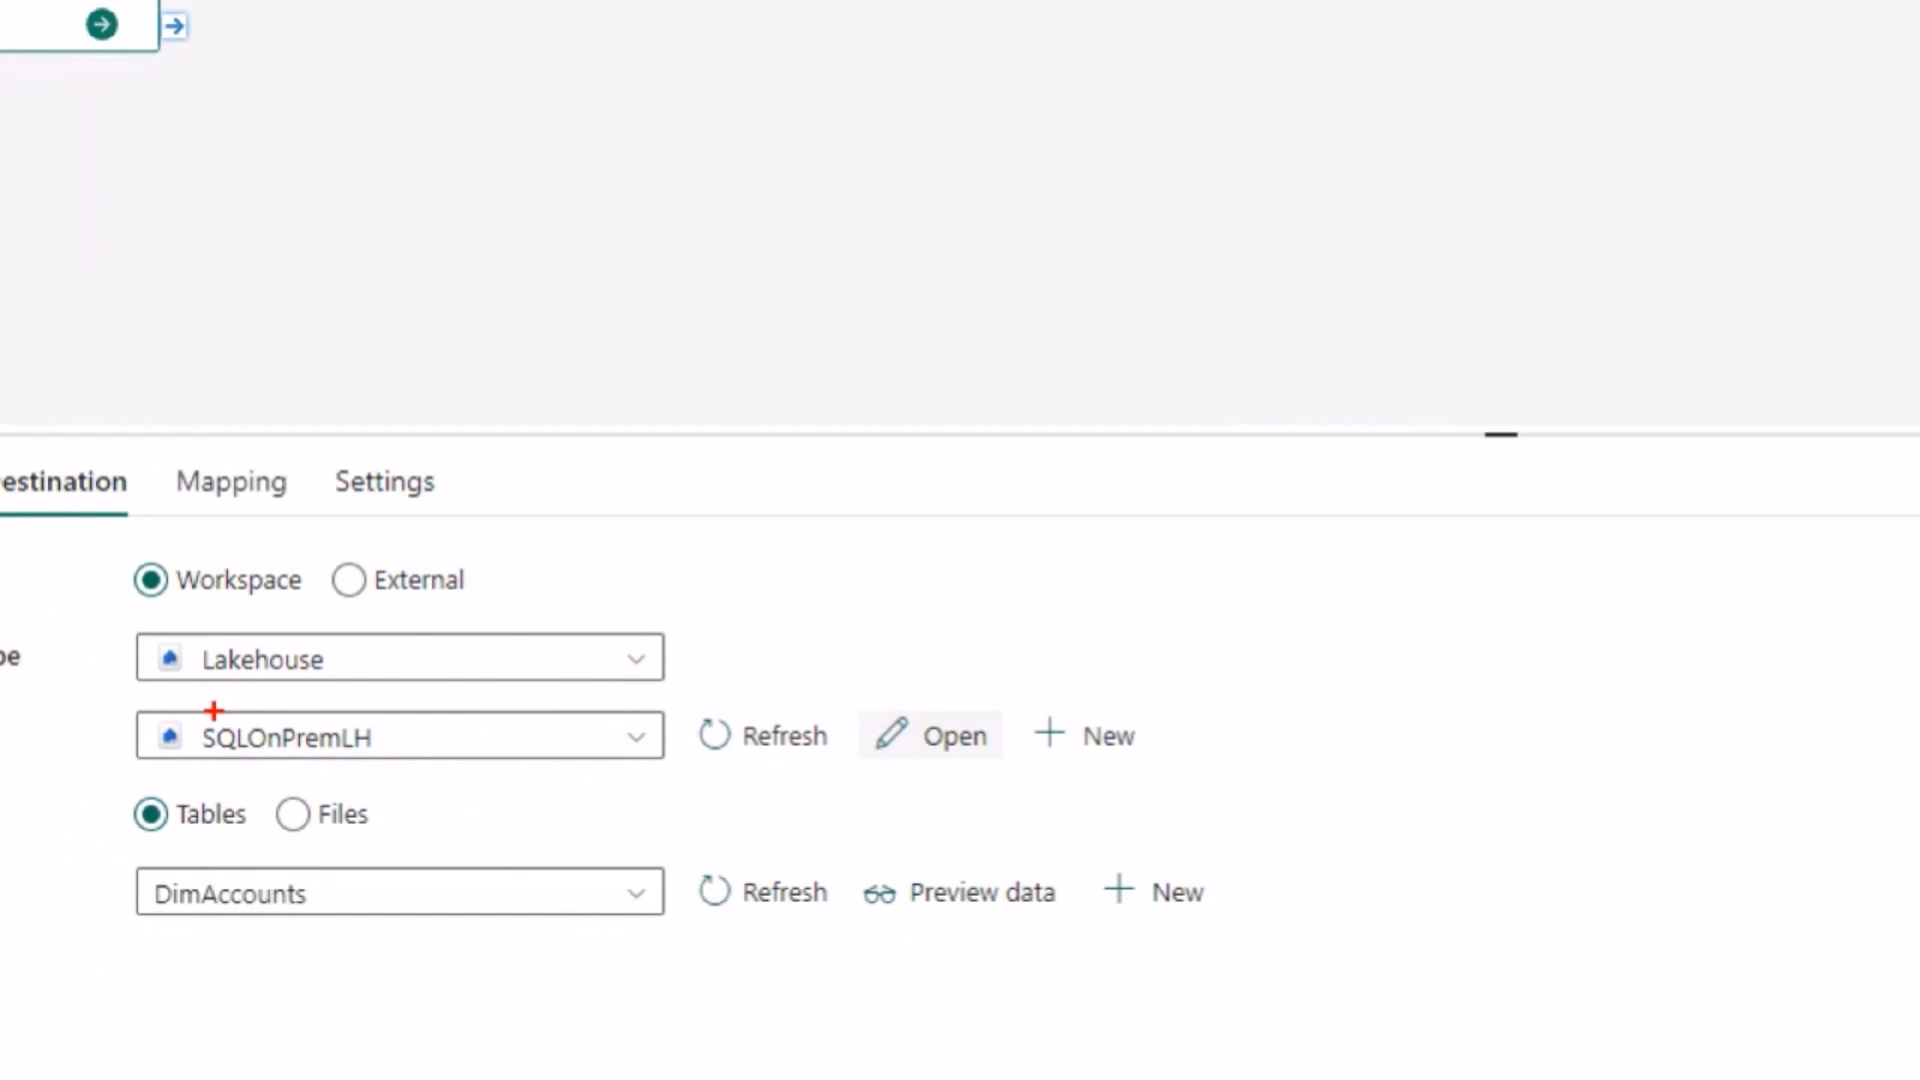 estination Mapping Settings
Workspace External
pe Lakehouse
SQLOnPremLH Refresh Open New
Tables Files
DimAccounts Refresh Preview data New